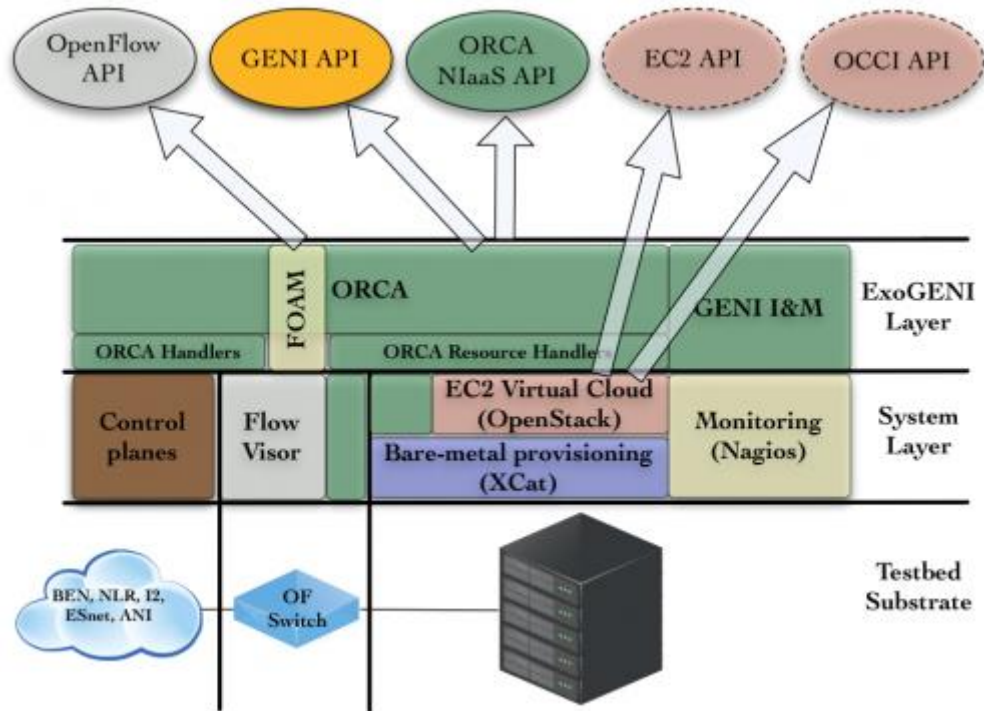 OpenFlow
API
GENI API
ORCA
NIaaS API
EC2 API
OCCI API
FOAM
ORCA
GENI I&M
ExoGENI
Layer
ORCA Handlers
ORCA Resource Handlers
Control
planes
Flow
Visor
EC2 Virtual Cloud
(OpenStack)
Bare-metal provisioning
(XCat)
Monitoring
(Nagios)
System
Layer
BEN, NLR, I2,
ESnet, ANI
OF
Switch
Testbed
Substrate